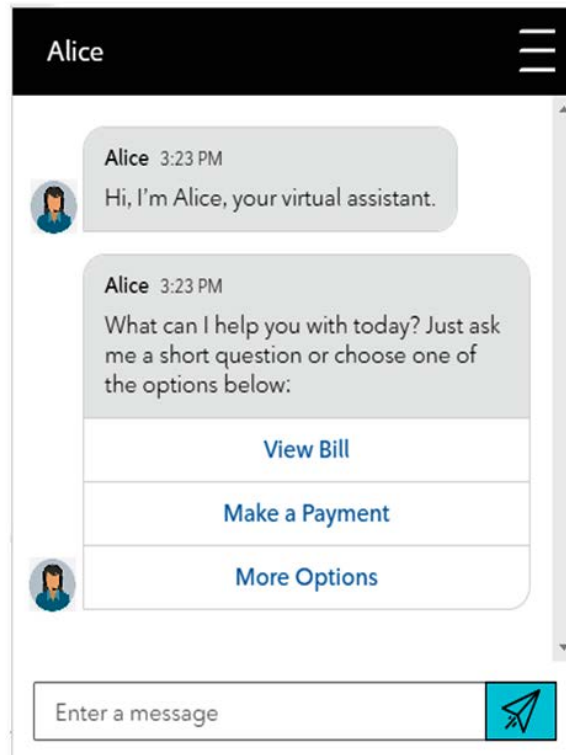 Alice
Alice 3:23 PM
Hi, I'm Alice, your virtual assistant.
Alice 3:23 PM
What can I help you with today? Just ask
me a short question or choose one of
the options below:
View Bill
Make a Payment
More Options
Enter a message